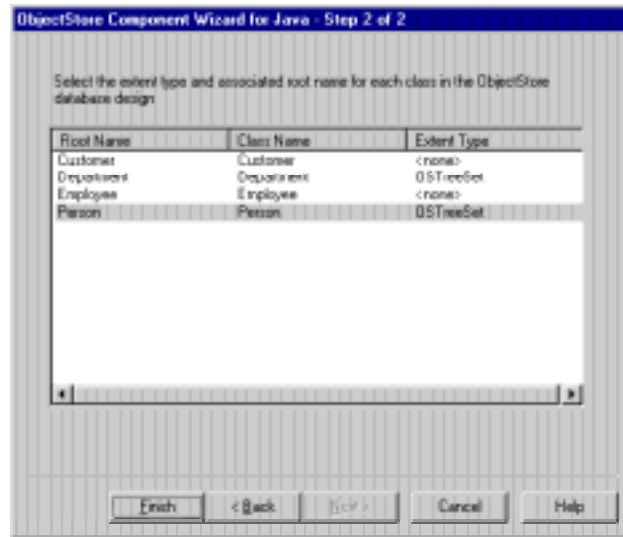 ObjectStore Component Wizard for Java - Step 2 of 2
Select the extent type and associated root name for each class in the ObjectStore
database design
Root Name Class Name Extent Type
Customer Customer <none>
Department Department OSTreeSet
Employee Employee <none>
Person Person OSTreeSet
Finish < Back Next > Cancel Help